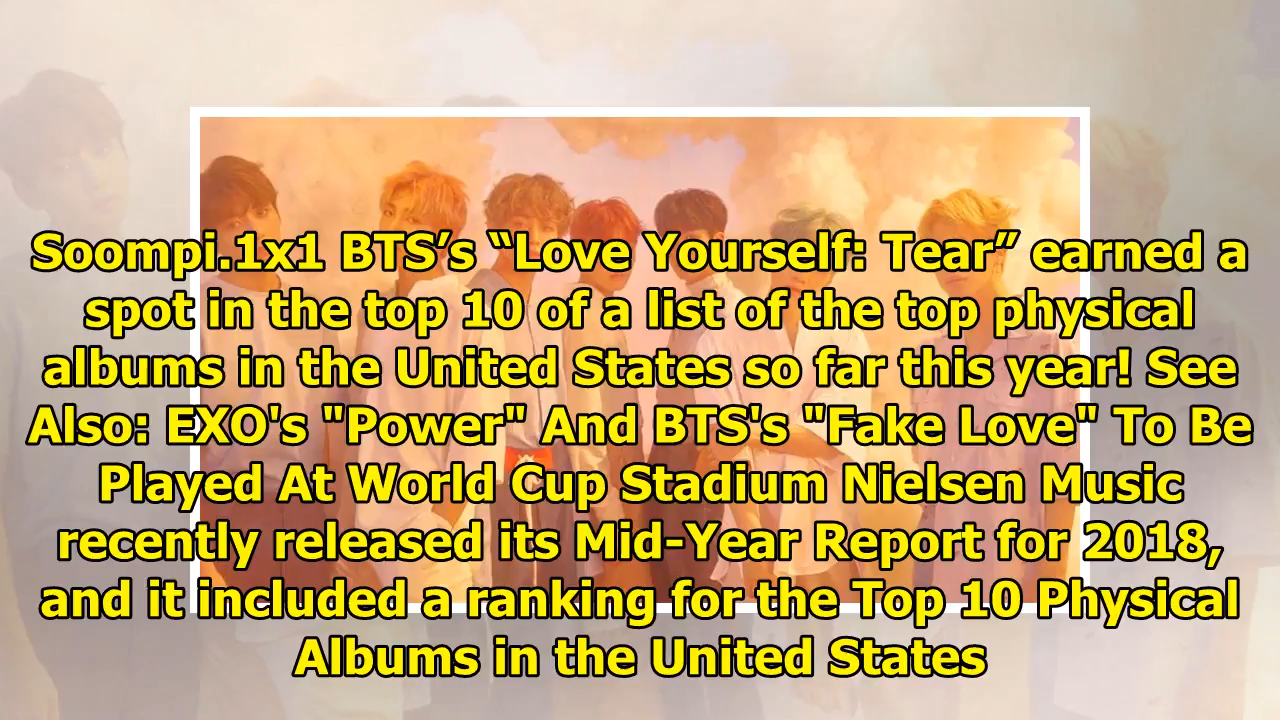 Soompi.1x1 BTS’s “Love Yourself: Tear” earned a
spot in the top 10 of a list of the top physical
albums in the United States so far this year! See
Also: EXO's "Power" And BTS's "Fake Love" To Be
Played At World Cup Stadium Nielsen Music
recently released its Mid-Year Report for 2018,
and it included a ranking for the Top 10 Physical
Albums in the United States